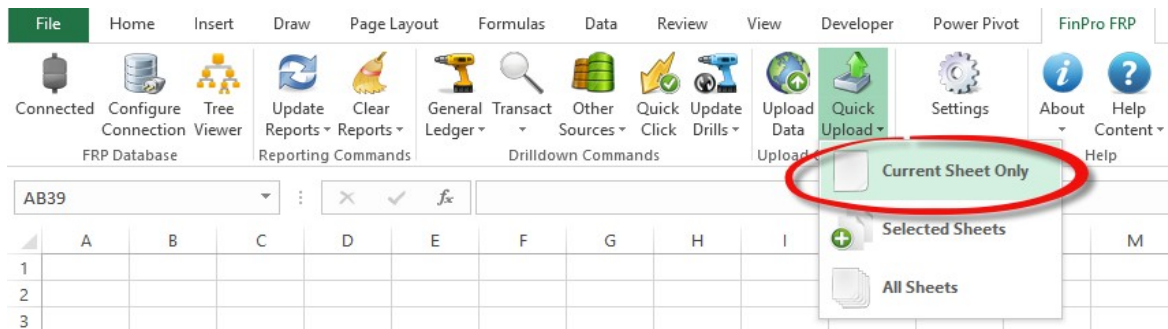 File Home Insert Draw Page Layout Formulas Data Review View Developer Power Pivot FinPro FRP
Connected Configure Tree Update Clear General Transact Other Quick Update Upload Quick Settings About Help
Connection Viewer Reports Reports Ledger Sources Click Drills Data Upload Content
FRP Database Reporting Commands Drilldown Commands Upload Help
Current Sheet Only
AB39 fx
Selected Sheets
A B C D E F G H I M
1
2 All Sheets
3